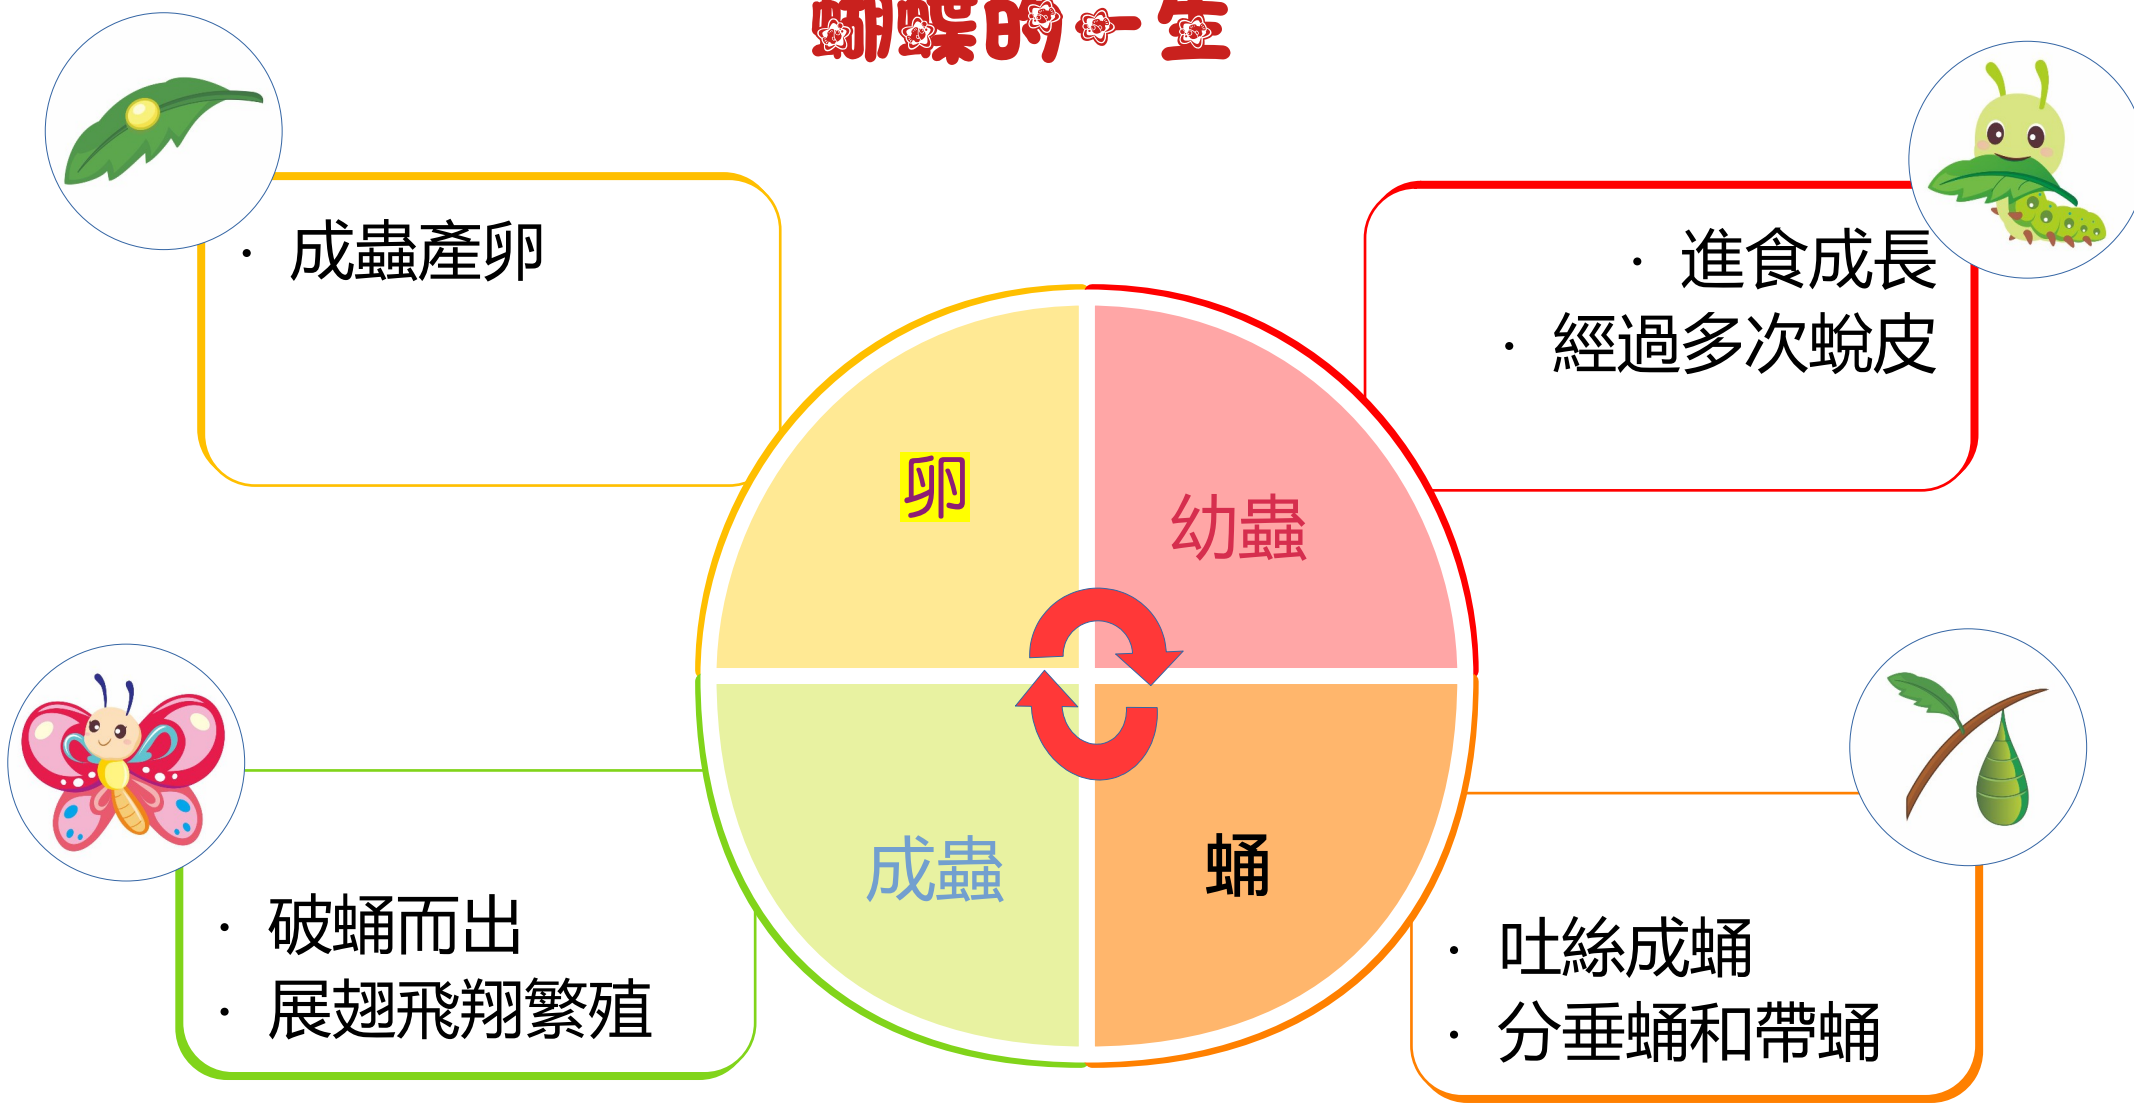 蝴蝶的一生
• 成蟲產卵
• 進食成長
• 經過多次蛻皮
卵
幼蟲
成蟲
蛹
• 破蛹而出
• 展翅飛翔繁殖
• 吐絲成蛹
• 分垂蛹和帶蛹